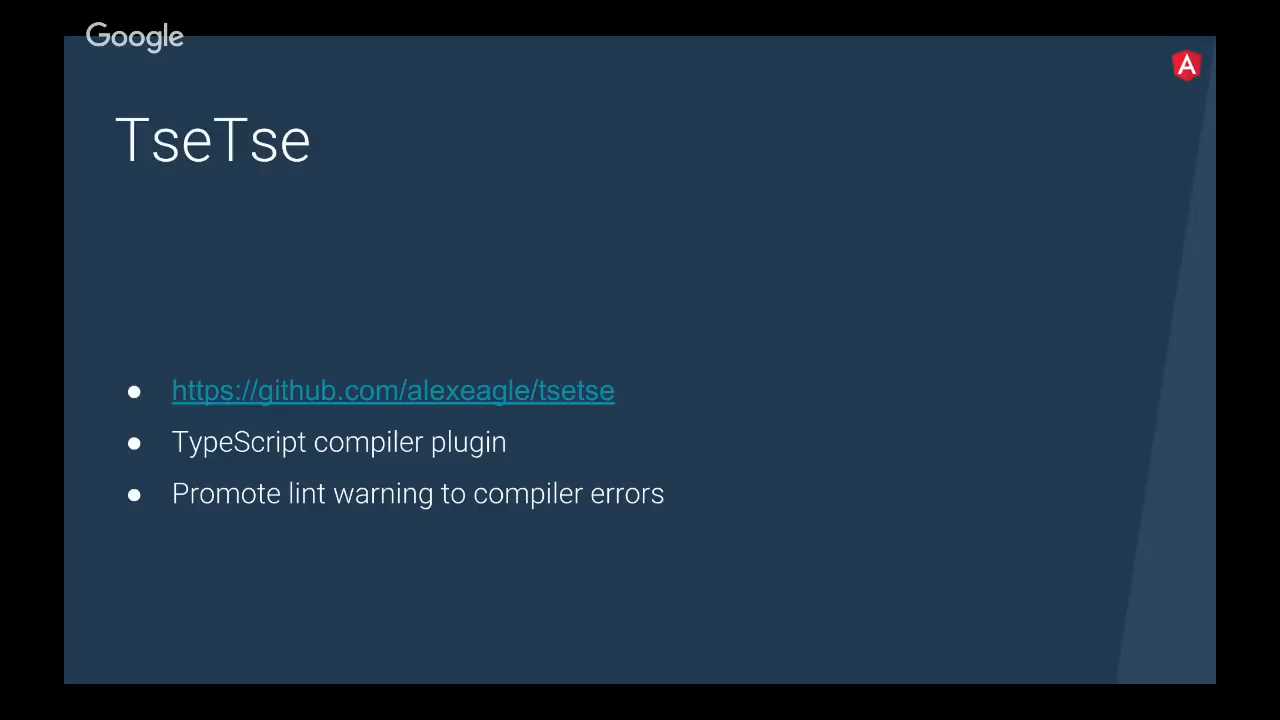 Google
A
TseTse
● https://github.com/alexeagle/tsetse
● TypeScript compiler plugin
● Promote lint warning to compiler errors